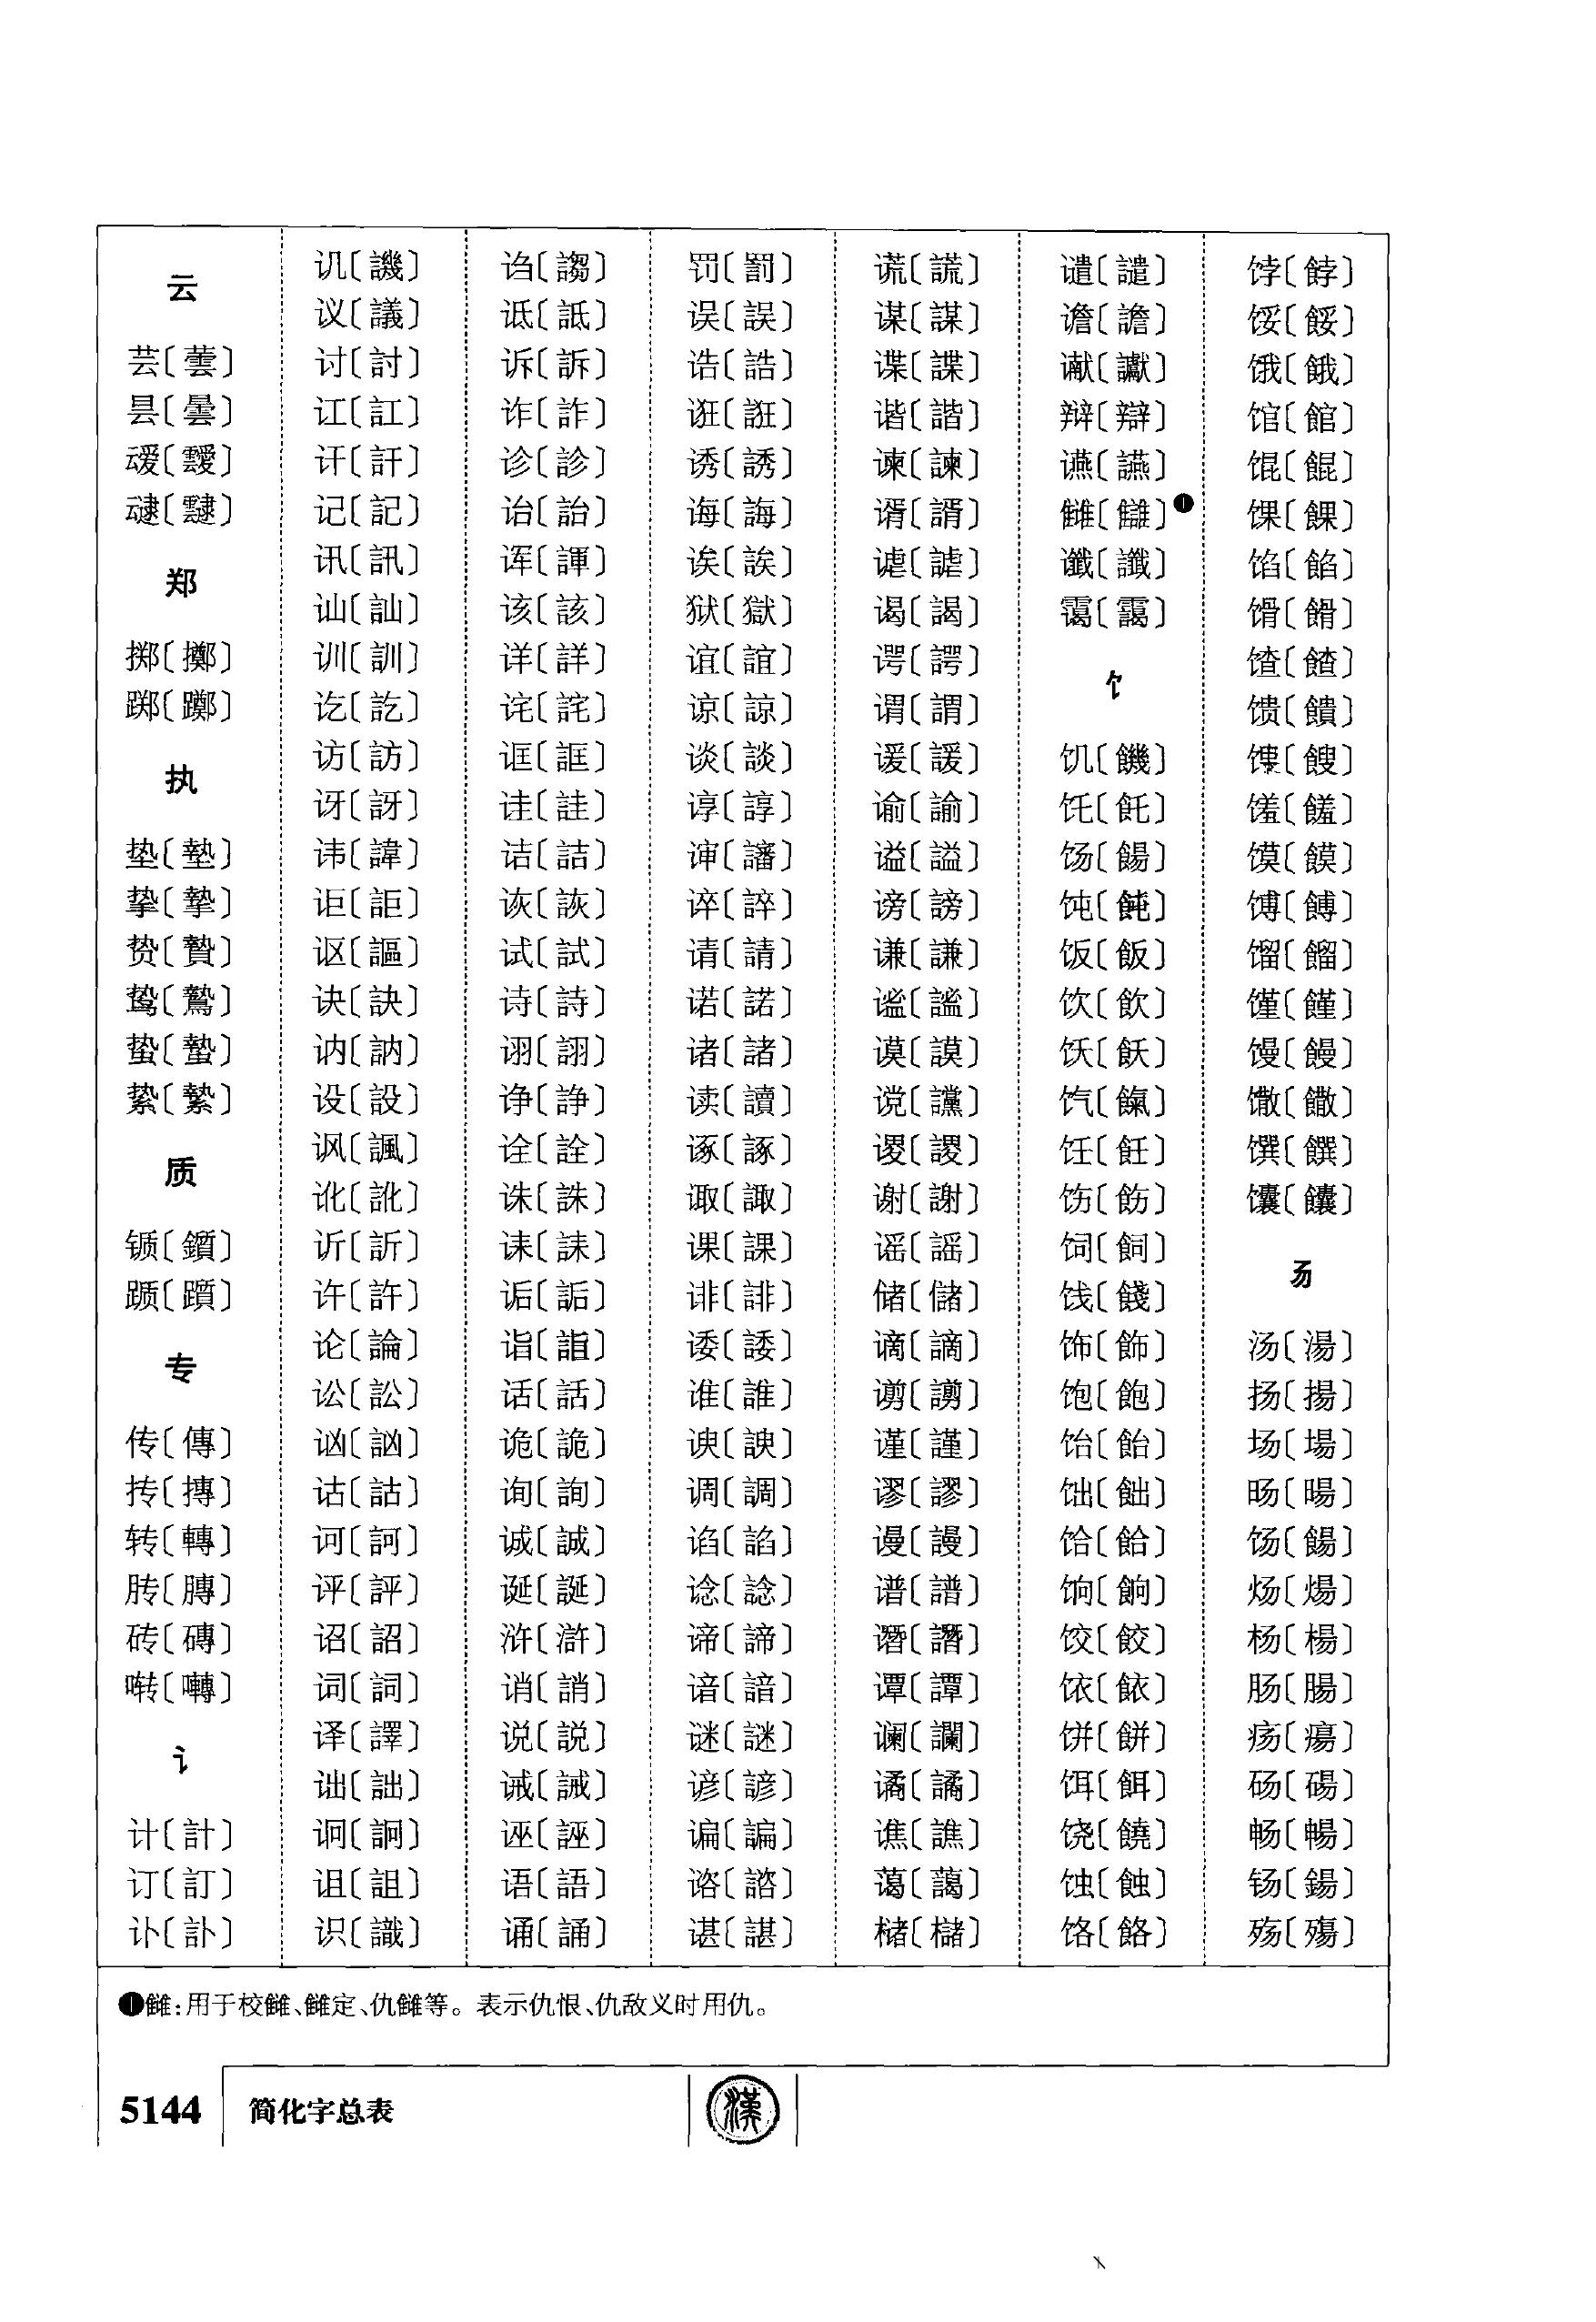 云
芸〔蕓〕
昙〔曇〕
叆〔靉〕
叇〔靆〕
郑
掷〔擲〕
踯〔躑〕
执
垫〔墊〕
挚〔摯〕
贽〔贄〕
鸷〔鷙〕
蛰〔蟄〕
絷〔縶〕
质
锧〔鑕〕
踬〔躓〕
专
传〔傳〕
抟〔摶〕
转〔轉〕
䏝〔膞〕
砖〔磚〕
啭〔囀〕
讠
计〔計〕
订〔訂〕
讣〔訃〕
讥〔譏〕
议〔議〕
讨〔討〕
讧〔訌〕
讦〔訐〕
记〔記〕
讯〔訊〕
讪〔訕〕
训〔訓〕
讫〔訖〕
访〔訪〕
讶〔訝〕
讳〔諱〕
讵〔詎〕
讴〔謳〕
诀〔訣〕
讷〔訥〕
设〔設〕
讽〔諷〕
讹〔訛〕
䜣〔訢〕
许〔許〕
论〔論〕
讼〔訟〕
讻〔訩〕
诂〔詁〕
诃〔訶〕
评〔評〕
诏〔詔〕
词〔詞〕
译〔譯〕
诎〔詘〕
诇〔詗〕
诅〔詛〕
识〔識〕
诌〔謅〕
诋〔詆〕
诉〔訴〕
诈〔詐〕
诊〔診〕
诒〔詒〕
诨〔諢〕
该〔該〕
详〔詳〕
诧〔詫〕
诓〔誆〕
诖〔詿〕
诘〔詰〕
诙〔詼〕
试〔試〕
诗〔詩〕
诩〔詡〕
诤〔諍〕
诠〔詮〕
诛〔誅〕
诔〔誄〕
诟〔詬〕
诣〔詣〕
话〔話〕
诡〔詭〕
询〔詢〕
诚〔誠〕
诞〔誕〕
浒〔滸〕
诮〔誚〕
说〔説〕
诫〔誡〕
诬〔誣〕
语〔語〕
诵〔誦〕
罚〔罰〕
误〔誤〕
诰〔誥〕
诳〔誑〕
诱〔誘〕
诲〔誨〕
诶〔誒〕
狱〔獄〕
谊〔誼〕
谅〔諒〕
谈〔談〕
谆〔諄〕
谉〔讅〕
谇〔誶〕
请〔請〕
诺〔諾〕
诸〔諸〕
读〔讀〕
诼〔諑〕
诹〔諏〕
课〔課〕
诽〔誹〕
诿〔諉〕
谁〔誰〕
谀〔諛〕
调〔調〕
谄〔諂〕
谂〔諗〕
谛〔諦〕
谙〔諳〕
谜〔謎〕
谚〔諺〕
谝〔諞〕
谘〔諮〕
谌〔諶〕
谎〔謊〕
谋〔謀〕
谍〔諜〕
谐〔諧〕
谏〔諫〕
谞〔諝〕
谑〔謔〕
谒〔謁〕
谔〔諤〕
谓〔謂〕
谖〔諼〕
谕〔諭〕
谥〔謚〕
谤〔謗〕
谦〔謙〕
谧〔謐〕
谟〔謨〕
谠〔讜〕
谡〔謖〕
谢〔謝〕
谣〔謡〕
储〔儲〕
谪〔謫〕
谫〔譾〕
谨〔謹〕
谬〔謬〕
谩〔謾〕
谱〔譜〕
谮〔譖〕
谭〔譚〕
谰〔讕〕
谲〔譎〕
谯〔譙〕
蔼〔藹〕
槠〔櫧〕
谴〔譴〕
谵〔譫〕
谳〔讞〕
辩〔辯〕
䜩〔讌〕
雠〔讎〕❶
谶〔讖〕
霭〔靄〕
饣
饥〔饑〕
饦〔飥〕
饧〔餳〕
饨〔飩〕
饭〔飯〕
饮〔飲〕
饫〔飫〕
饩〔餼〕
饪〔飪〕
饬〔飭〕
饲〔飼〕
饯〔餞〕
饰〔飾〕
饱〔飽〕
饴〔飴〕
饳〔飿〕
饸〔餄〕
饷〔餉〕
饺〔餃〕
饻〔餏〕
饼〔餅〕
饵〔餌〕
饶〔饒〕
蚀〔蝕〕
饹〔餎〕
饽〔餑〕
馁〔餒〕
饿〔餓〕
馆〔館〕
馄〔餛〕
馃〔餜〕
馅〔餡〕
馉〔餶〕
馇〔餷〕
馈〔饋〕
馊〔餿〕
馐〔饈〕
馍〔饃〕
馎〔餺〕
馏〔餾〕
馑〔饉〕
馒〔饅〕
馓〔饊〕
馔〔饌〕
馕〔饢〕
𠃓
汤〔湯〕
扬〔揚〕
场〔場〕
旸〔暘〕
饧〔餳〕
炀〔煬〕
杨〔楊〕
肠〔腸〕
疡〔瘍〕
砀〔碭〕
畅〔暢〕
钖〔鍚〕
殇〔殤〕
❶雠:用于校雠、雠定、仇雠等。表示仇恨、仇敌义时用仇。
5144 简化字总表
漢